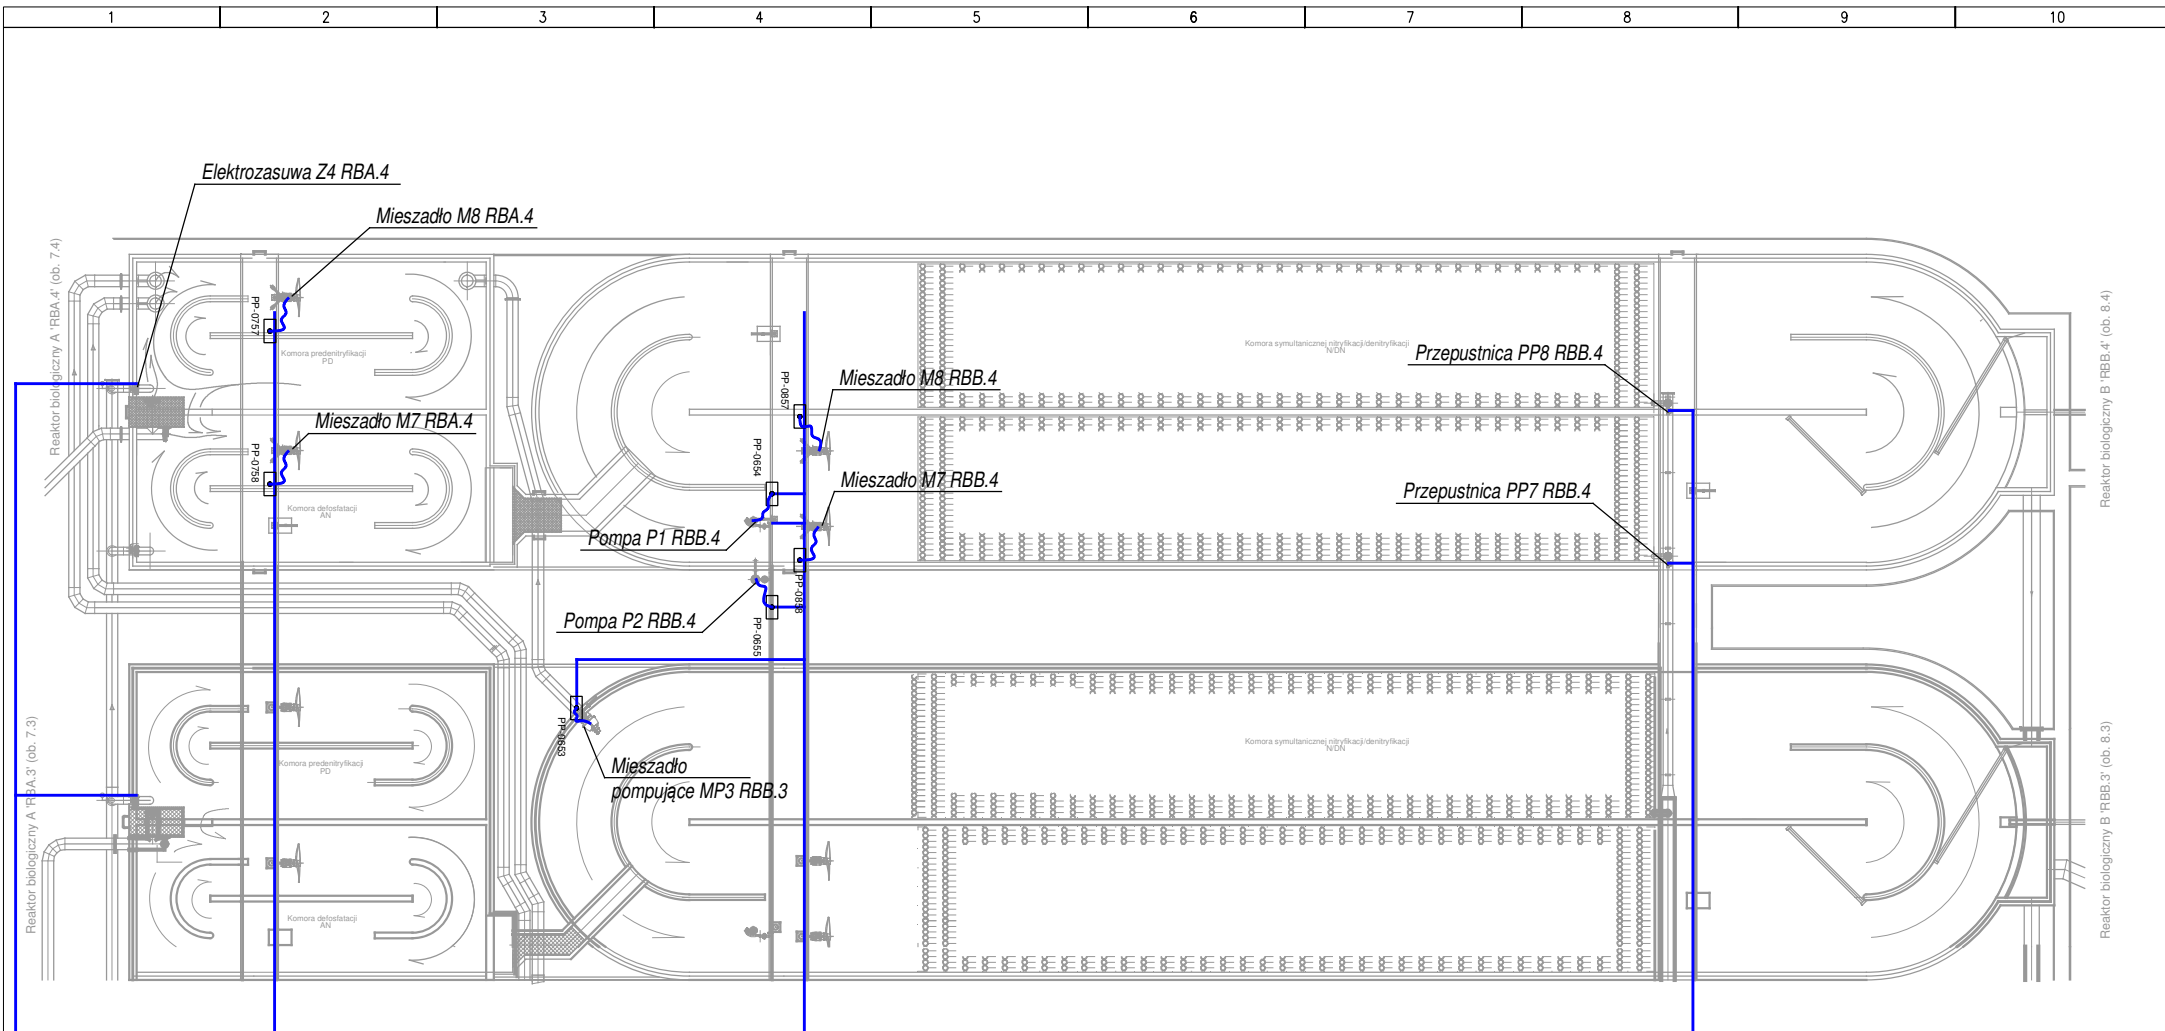 1 2 3 4 5 6 7 8 9 10
Elektrozasuwa Z4 RBA.4
Mieszadło M8 RBA.4
Reaktor biologiczny A 'RBA.4' (ob. 7.4)
PP-0757
Komora predenitryfikacji
PD
Mieszadło M7 RBA.4
PP-0758
Komora defosfatacji
AN
Komora symultanicznej nitryfikacji/denitryfikacji
N/DN
Przepustnica PP8 RBB.4
PP-0857
Mieszadło M8 RBB.4
PP-0654
Mieszadło M7 RBB.4
Przepustnica PP7 RBB.4
Pompa P1 RBB.4
PP-0858
Pompa P2 RBB.4
PP-0655
Reaktor biologiczny B 'RBB.4' (ob. 8.4)
Reaktor biologiczny A 'RBA.3' (ob. 7.3)
Komora predenitryfikacji
PD
PP-0653
Mieszadło
pompujące MP3 RBB.3
Komora symultanicznej nitryfikacji/denitryfikacji
N/DN
Komora defosfatacji
AN
Reaktor biologiczny B 'RBB.3' (ob. 8.3)